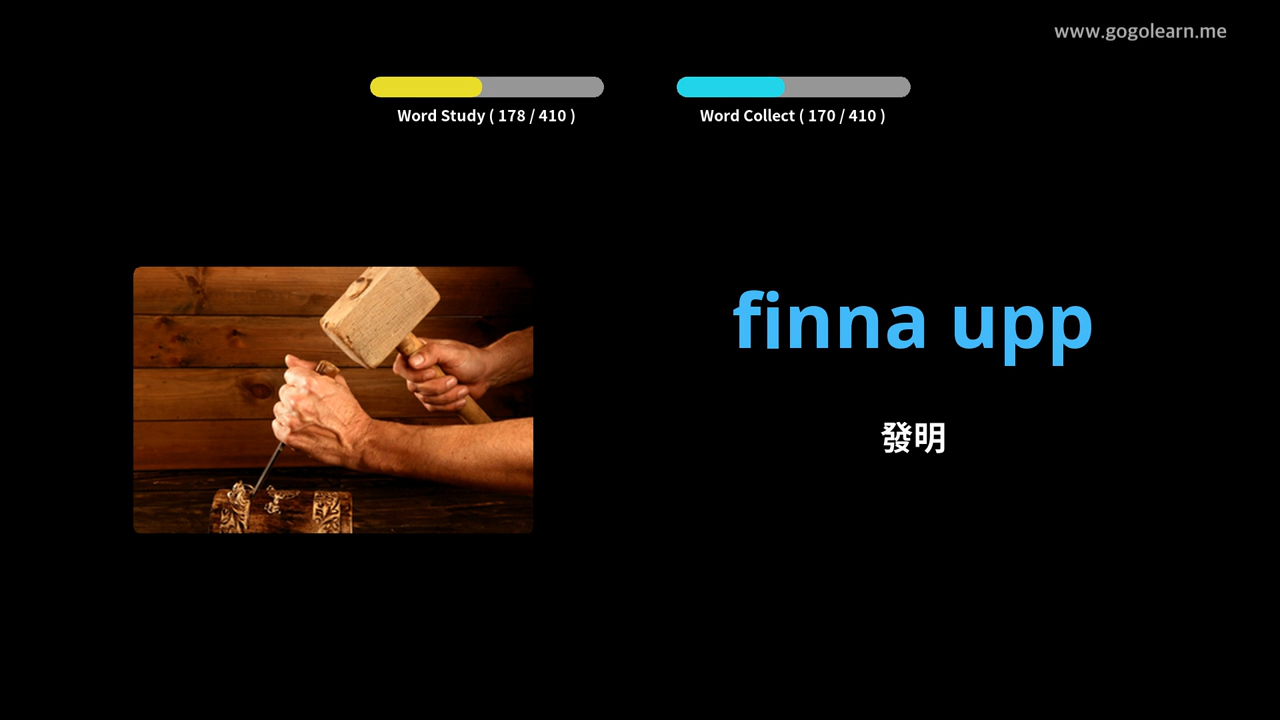 www.gogolearn.me
Word Study ( 178 / 410 )
Word Collect ( 170 / 410 )
finna upp
發明